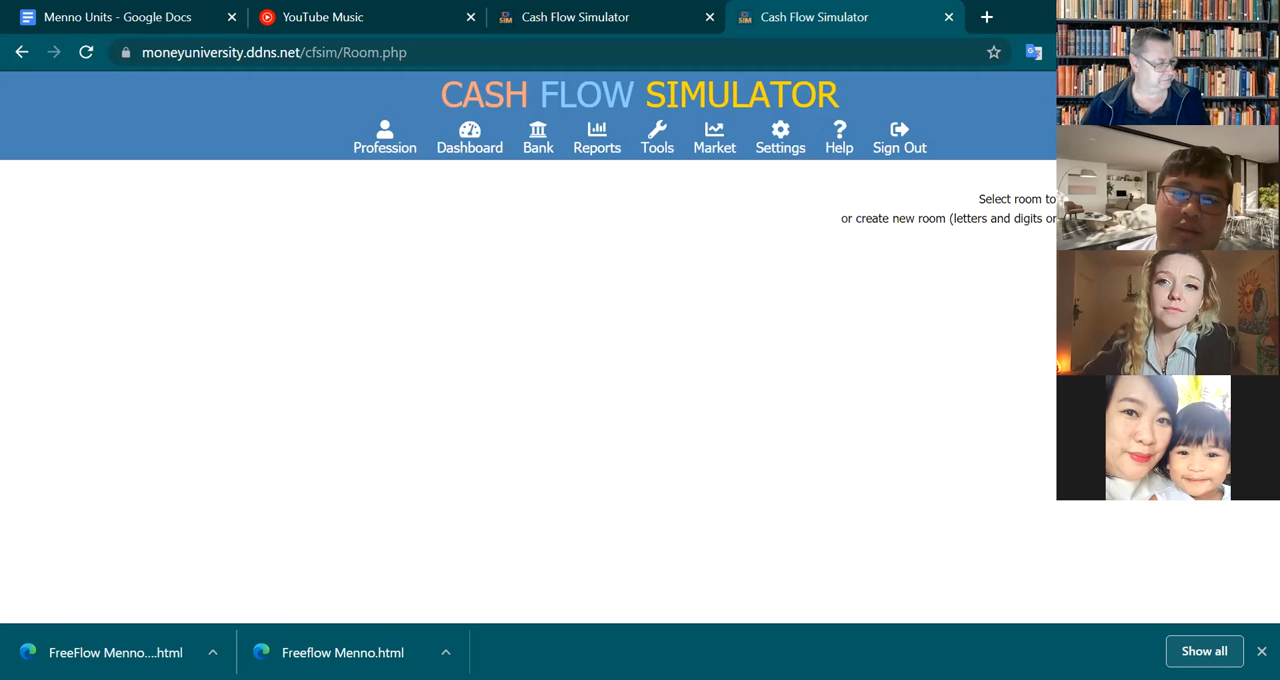 Menno Units - Google Docs
YouTube Music
Cash Flow Simulator
Cash Flow Simulator
moneyuniversity.ddns.net/cfsim/Room.php
CASH FLOW SIMULATOR
Profession
Dashboard
Bank
Reports
Tools
Market
Settings
Help
Sign Out
Select room to
or create new room (letters and digits
FreeFlow Menno....html
Freeflow Menno.html
Show all